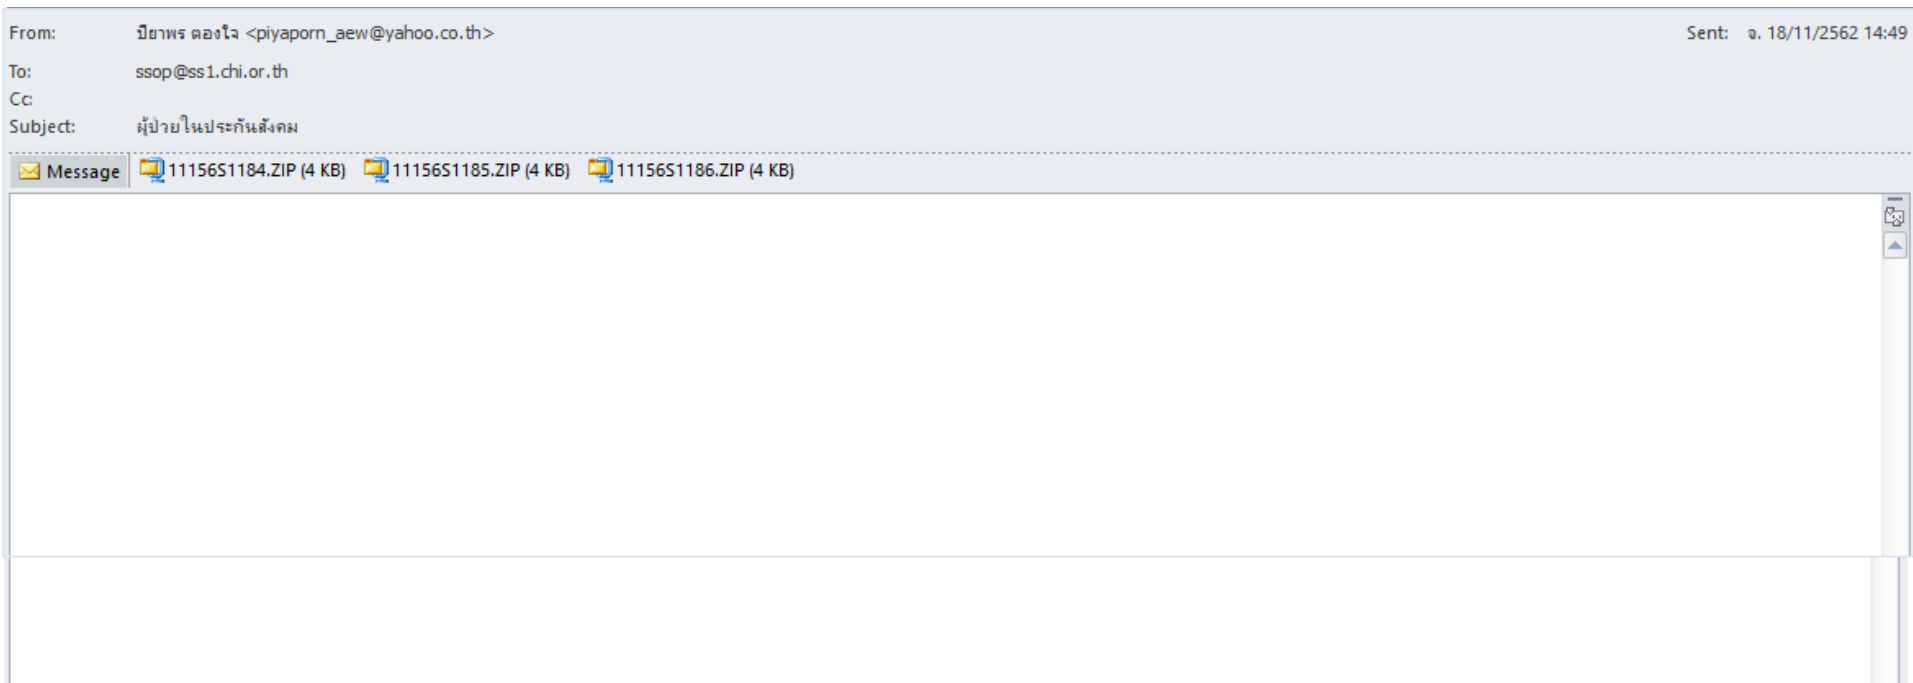 From: ปิยาพร ตองใจ <piyaporn_aew@yahoo.co.th> Sent: จ. 18/11/2562 14:49
To: ssop@ss1.chi.or.th
Cc:
Subject: ผู้ป่วยในประกันสังคม
Message 11156S1184.ZIP (4 KB) 11156S1185.ZIP (4 KB) 11156S1186.ZIP (4 KB)